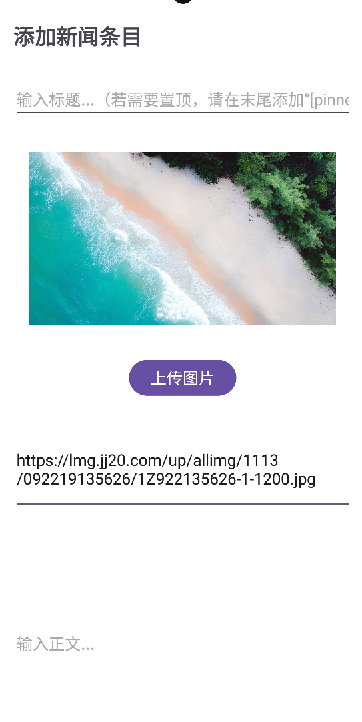 添加新闻条目
输入标题...（若需要置顶，请在末尾添加“[pinne
上传图片
https://lmg.jj20.com/up/allimg/1113
/092219135626/1Z922135626-1-1200.jpg
输入正文...